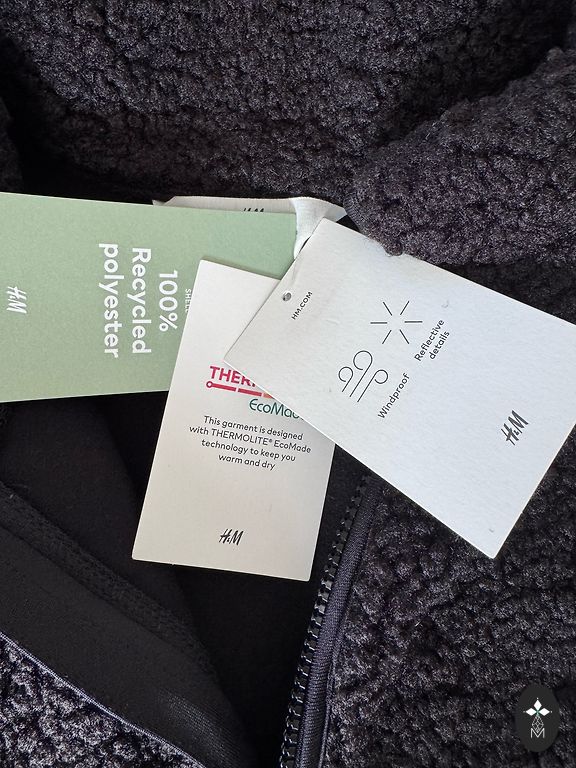 SHELL
100%
Recycled
polyester
H&M
THERM
EcoMade
This garment is designed
with THERMOLITE® EcoMade
technology to keep you
warm and dry
H&M
HM.COM
Reflective
details
Windproof
H&M